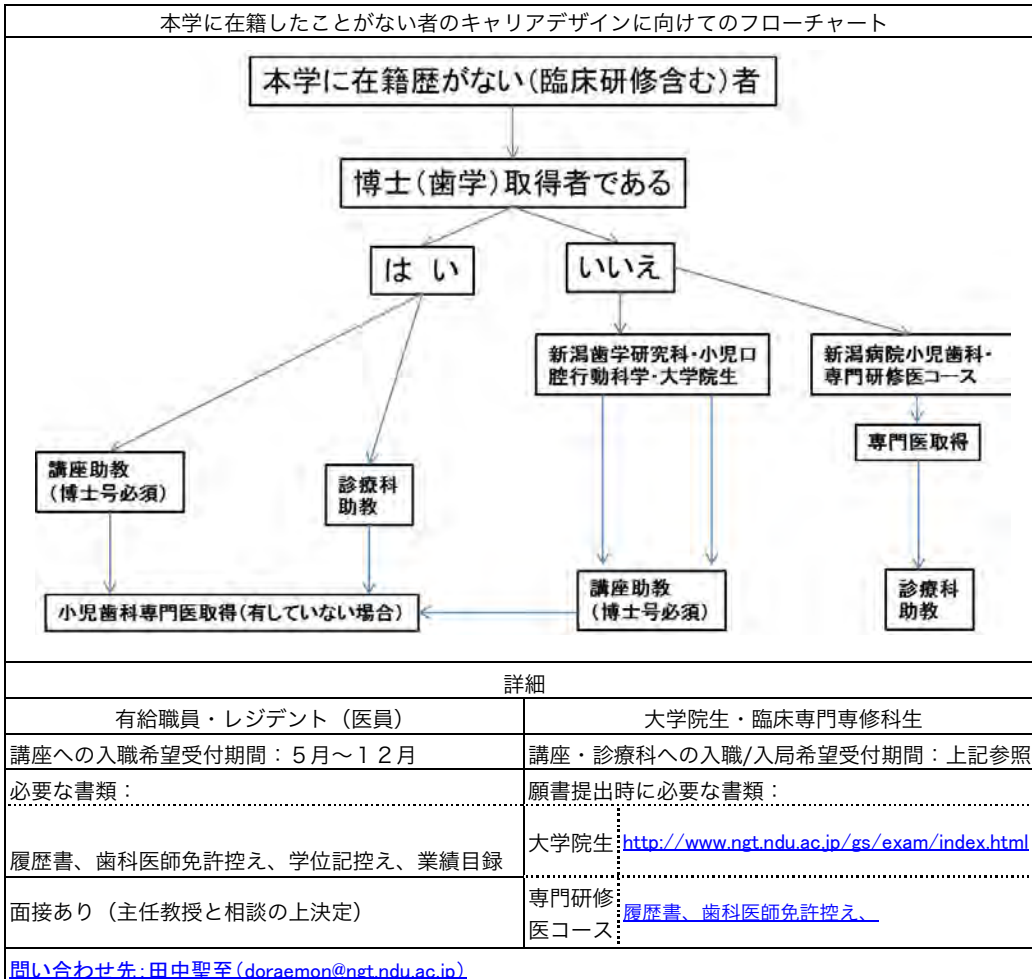 本学に在籍したことがない者のキャリアデザインに向けてのフローチャート
本学に在籍歴がない(臨床研修含む)者
博士(歯学)取得者である
はい
いいえ
新潟歯学研究科・小児口
腔行動科学・大学院生
新潟病院小児歯科・
専門研修医コース
専門医取得
講座助教
(博士号必須)
診療科
助教
講座助教
(博士号必須)
診療科
助教
小児歯科専門医取得(有していない場合)
詳細
有給職員・レジデント（医員）
大学院生・臨床専門専修科生
講座への入職希望受付期間：５月～１２月
講座・診療科への入職/入局希望受付期間：上記参照
必要な書類：
願書提出時に必要な書類：
履歴書、歯科医師免許控え、学位記控え、業績目録
大学院生
http://www.ngt.ndu.ac.jp/gs/exam/index.html
面接あり（主任教授と相談の上決定）
専門研修
医コース
履歴書、歯科医師免許控え、
問い合わせ先:田中聖至(doraemon@ngt.ndu.ac.jp)